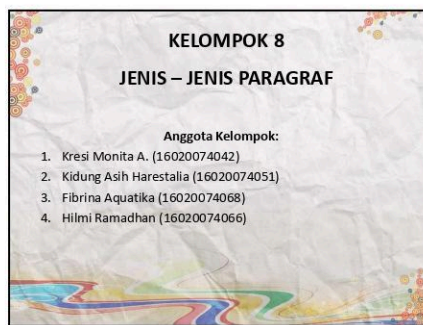 KELOMPOK 8
JENIS – JENIS PARAGRAF
Anggota Kelompok:
1. Kresi Monita A. (16020074042)
2. Kidung Asih Harestalia (16020074051)
3. Fibrina Aquatika (16020074068)
4. Hilmi Ramadhan (16020074066)